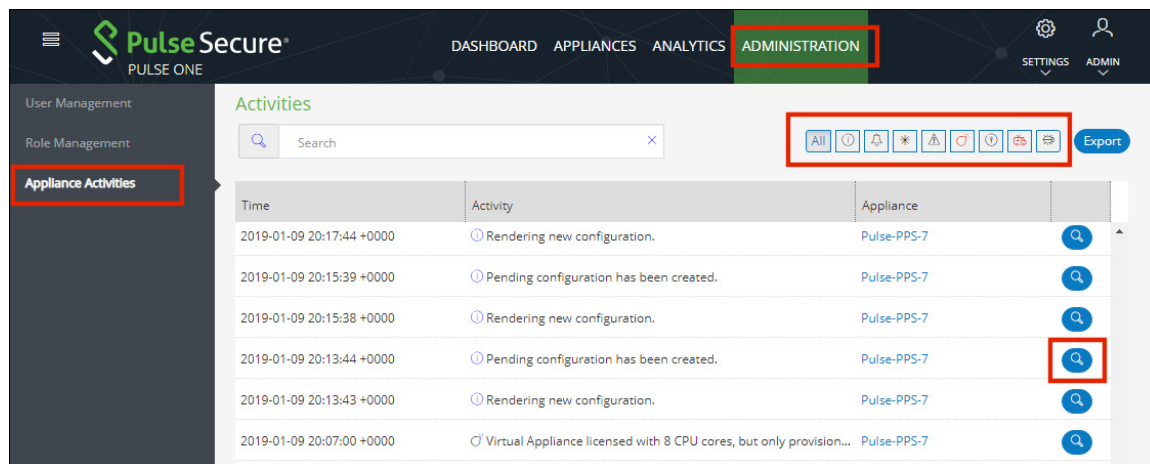 Pulse Secure®
PULSE ONE
DASHBOARD APPLIANCES ANALYTICS ADMINISTRATION
SETTINGS ADMIN
User Management
Role Management
Appliance Activities
Activities
Search
All
Export
Time Activity Appliance
2019-01-09 20:17:44 +0000 Rendering new configuration. Pulse-PPS-7
2019-01-09 20:15:39 +0000 Pending configuration has been created. Pulse-PPS-7
2019-01-09 20:15:38 +0000 Rendering new configuration. Pulse-PPS-7
2019-01-09 20:13:44 +0000 Pending configuration has been created. Pulse-PPS-7
2019-01-09 20:13:43 +0000 Rendering new configuration. Pulse-PPS-7
2019-01-09 20:07:00 +0000 Virtual Appliance licensed with 8 CPU cores, but only provision... Pulse-PPS-7